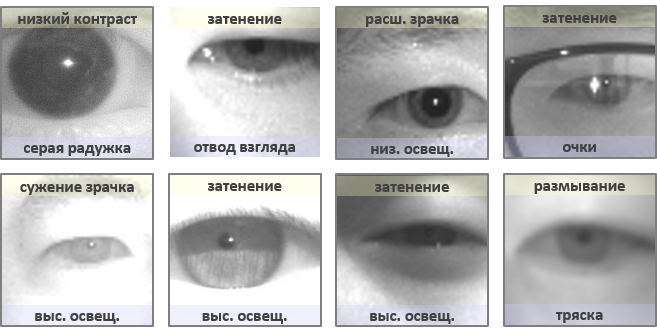 низкий контраст
затенение
расш. зрачка
затенение
серая радужка
отвод взгляда
низ. освещ.
очки
сужение зрачка
затенение
затенение
размывание
выс. освещ.
выс. освещ.
выс. освещ.
тряска